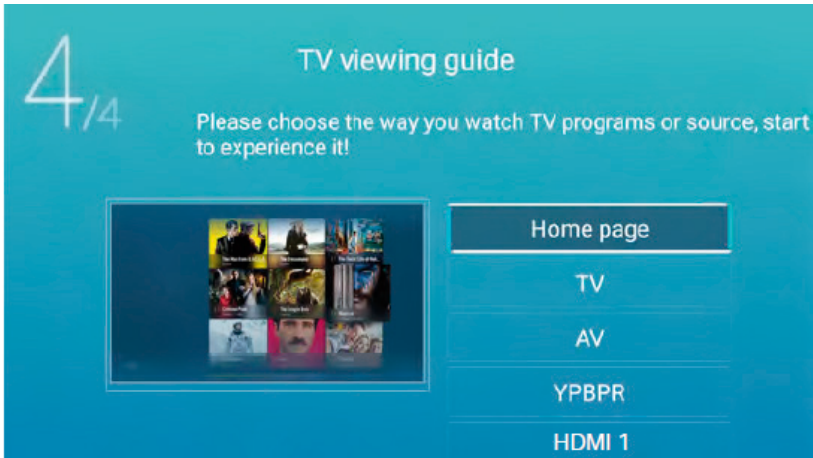 4/4
TV viewing guide
Please choose the way you watch TV programs or source, start
to experience it!
Home page
TV
AV
YPBPR
HDMI 1